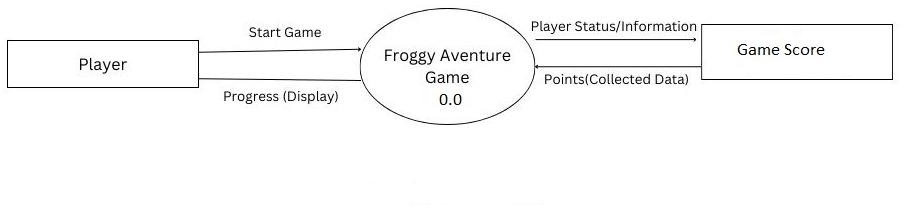 Start Game
Player
Progress (Display)
Froggy Aventure
Game
0.0
Player Status/Information
Game Score
Points(Collected Data)